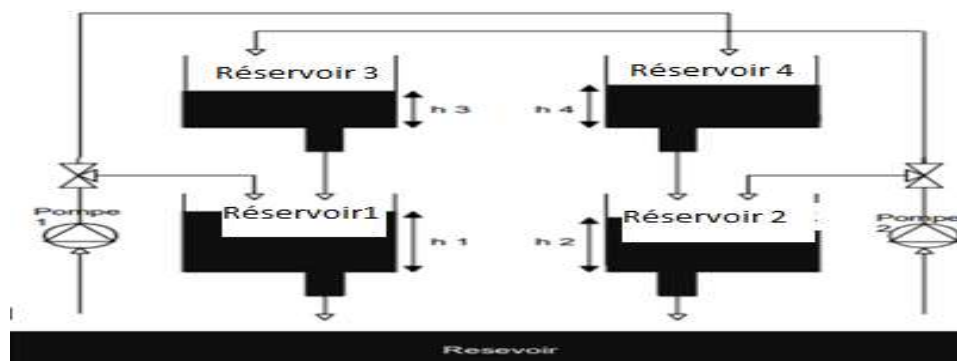 Réservoir 3
Réservoir 4
h 3
h 4
Pompe
1
Réservoir1
Réservoir 2
Pompe
2
h 1
h 2
Resevoir